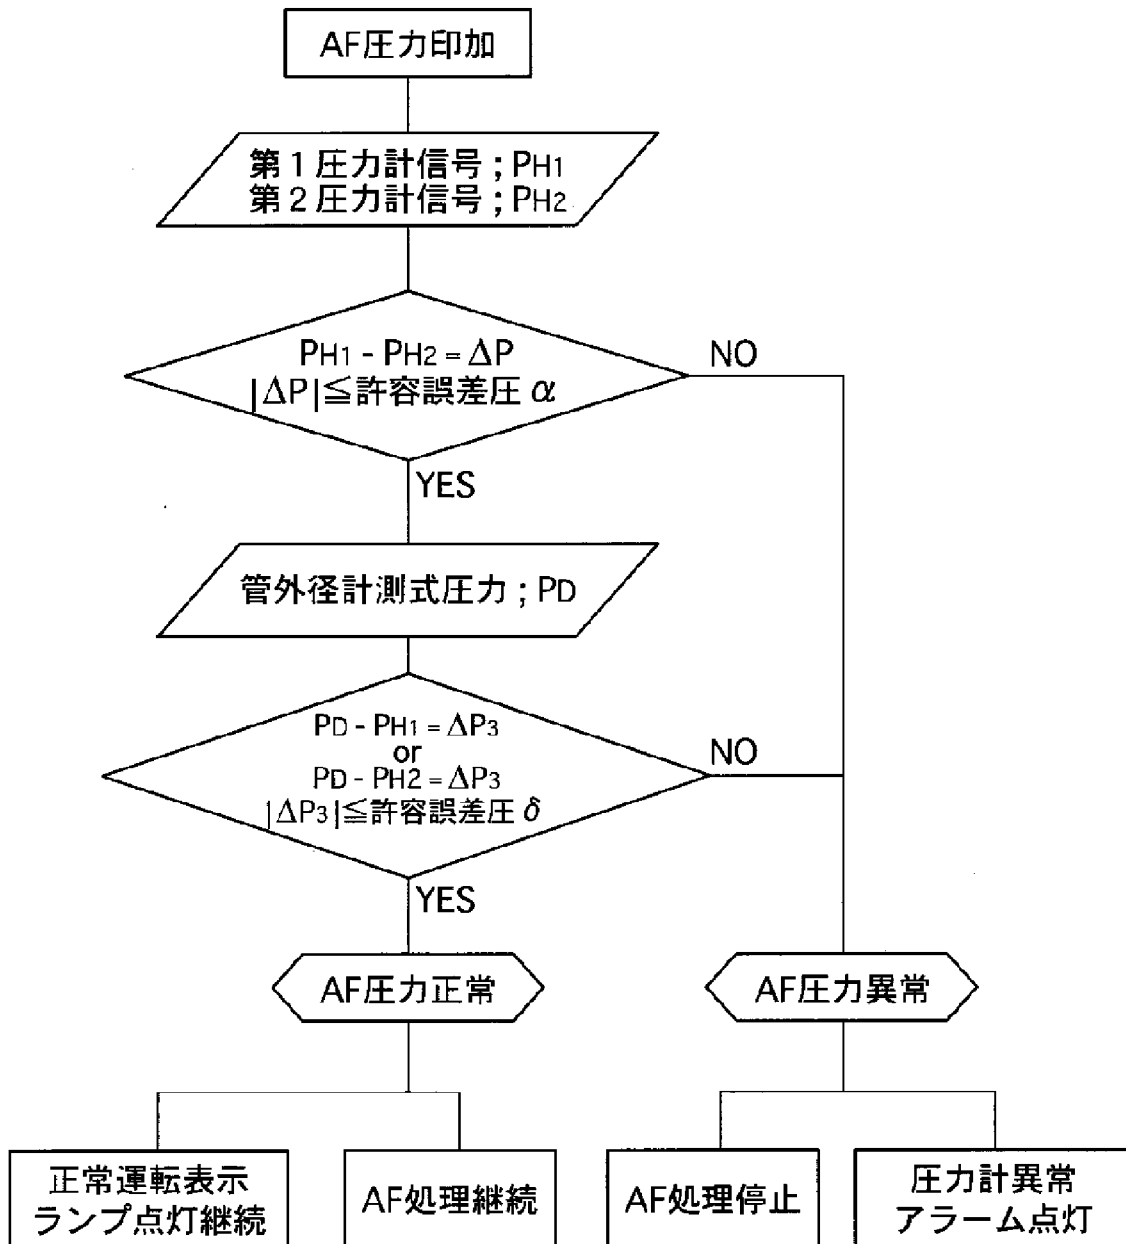 AF圧力印加
第1圧力計信号;PH1
第2圧力計信号;PH2
PH1 - PH2 = ΔP
|ΔP|≦許容誤差圧 α
NO
YES
管外径計測式圧力;PD
PD - PH1 = ΔP3
or
PD - PH2 = ΔP3
|ΔP3|≦許容誤差圧 δ
NO
YES
AF圧力正常
AF圧力異常
正常運転表示
ランプ点灯継続
AF処理継続
AF処理停止
圧力計異常
アラーム点灯